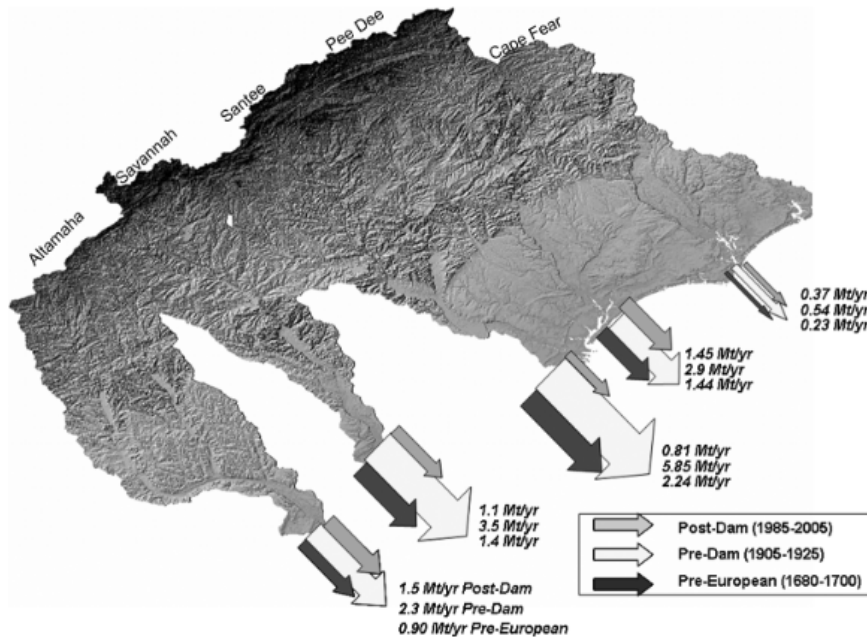 Pee Dee
Cape Fear
Santee
Savannah
Altamaha
0.37 Mt/yr
0.54 Mt/yr
0.23 Mt/yr
1.45 Mt/yr
2.9 Mt/yr
1.44 Mt/yr
0.81 Mt/yr
5.85 Mt/yr
2.24 Mt/yr
1.1 Mt/yr
3.5 Mt/yr
1.4 Mt/yr
1.5 Mt/yr Post-Dam
2.3 Mt/yr Pre-Dam
0.90 Mt/yr Pre-European
Post-Dam (1985-2005)
Pre-Dam (1905-1925)
Pre-European (1680-1700)